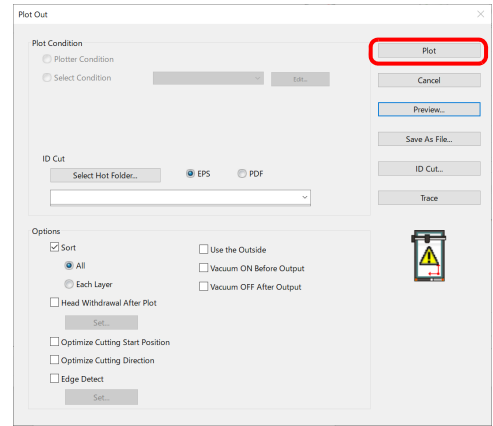 Plot Out
Plot Condition
Plotter Condition
Select Condition
Edit...
ID Cut
Select Hot Folder...
EPS
PDF
Plot
Cancel
Preview...
Save As File...
ID Cut...
Trace
Options
Sort
All
Each Layer
Head Withdrawal After Plot
Set...
Optimize Cutting Start Position
Optimize Cutting Direction
Edge Detect
Set...
Use the Outside
Vacuum ON Before Output
Vacuum OFF After Output